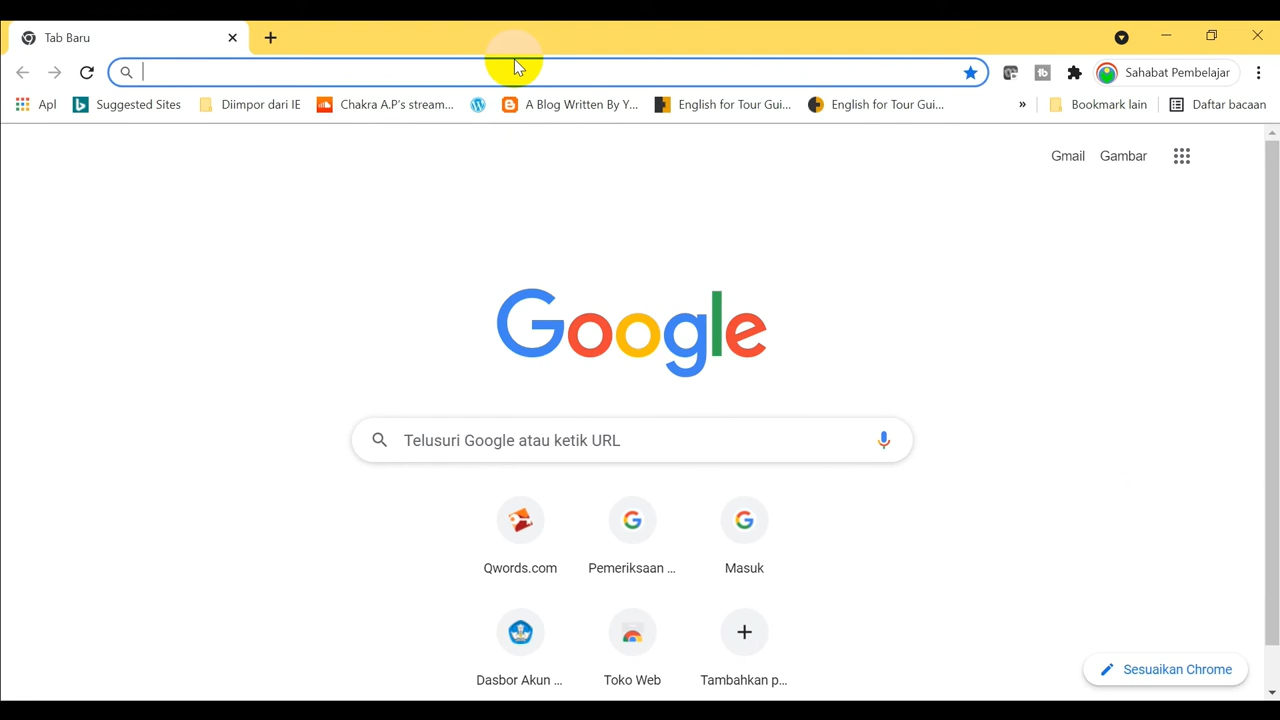 Tab Baru
Sahabat Pembelajar
Apl Suggested Sites Diimpor dari IE Chakra A.P's stream... A Blog Written By Y... English for Tour Gui... English for Tour Gui... » Bookmark lain Daftar bacaan
Gmail Gambar
Google
Telusuri Google atau ketik URL
Qwords.com Pemeriksaan ... Masuk
Dasbor Akun ... Toko Web Tambahkan p...
Sesuaikan Chrome